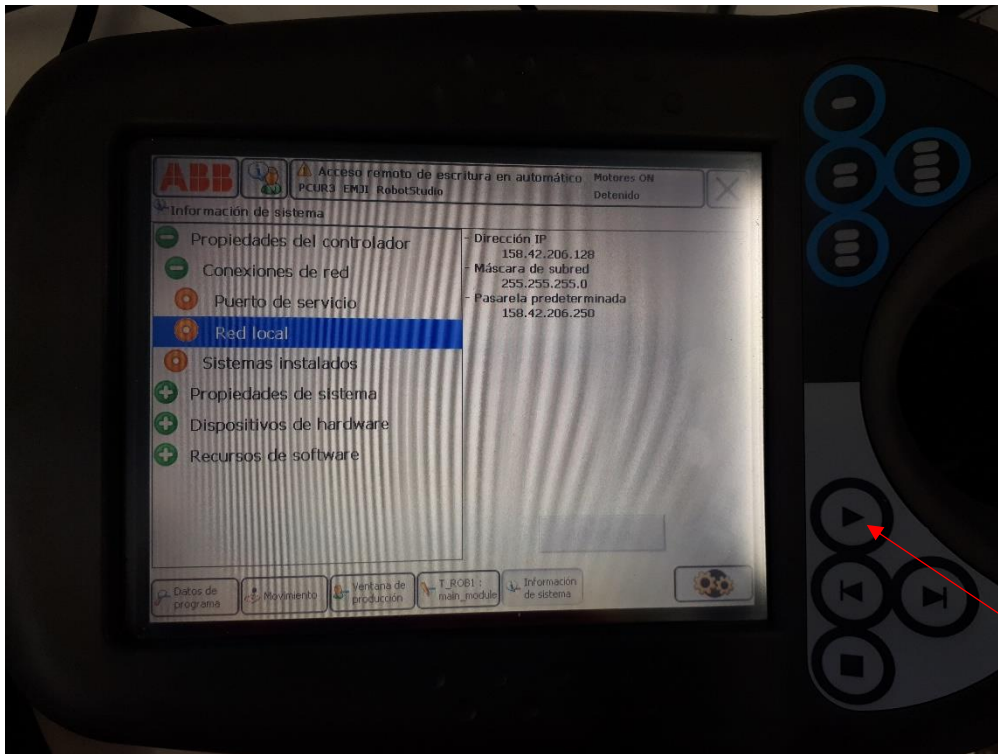 ABB
Acceso remoto de escritura en automático
PCUR3 EMJI RobotStudio
Motores ON
Detenido
Información de sistema
Propiedades del controlador
Conexiones de red
Puerto de servicio
Red local
Sistemas instalados
Propiedades de sistema
Dispositivos de hardware
Recursos de software
- Dirección IP
158.42.206.128
- Máscara de subred
255.255.255.0
- Pasarela predeterminada
158.42.206.250
Datos de
programa
Movimiento
Ventana de
producción
T_ROB1 :
main_module
Información
de sistema